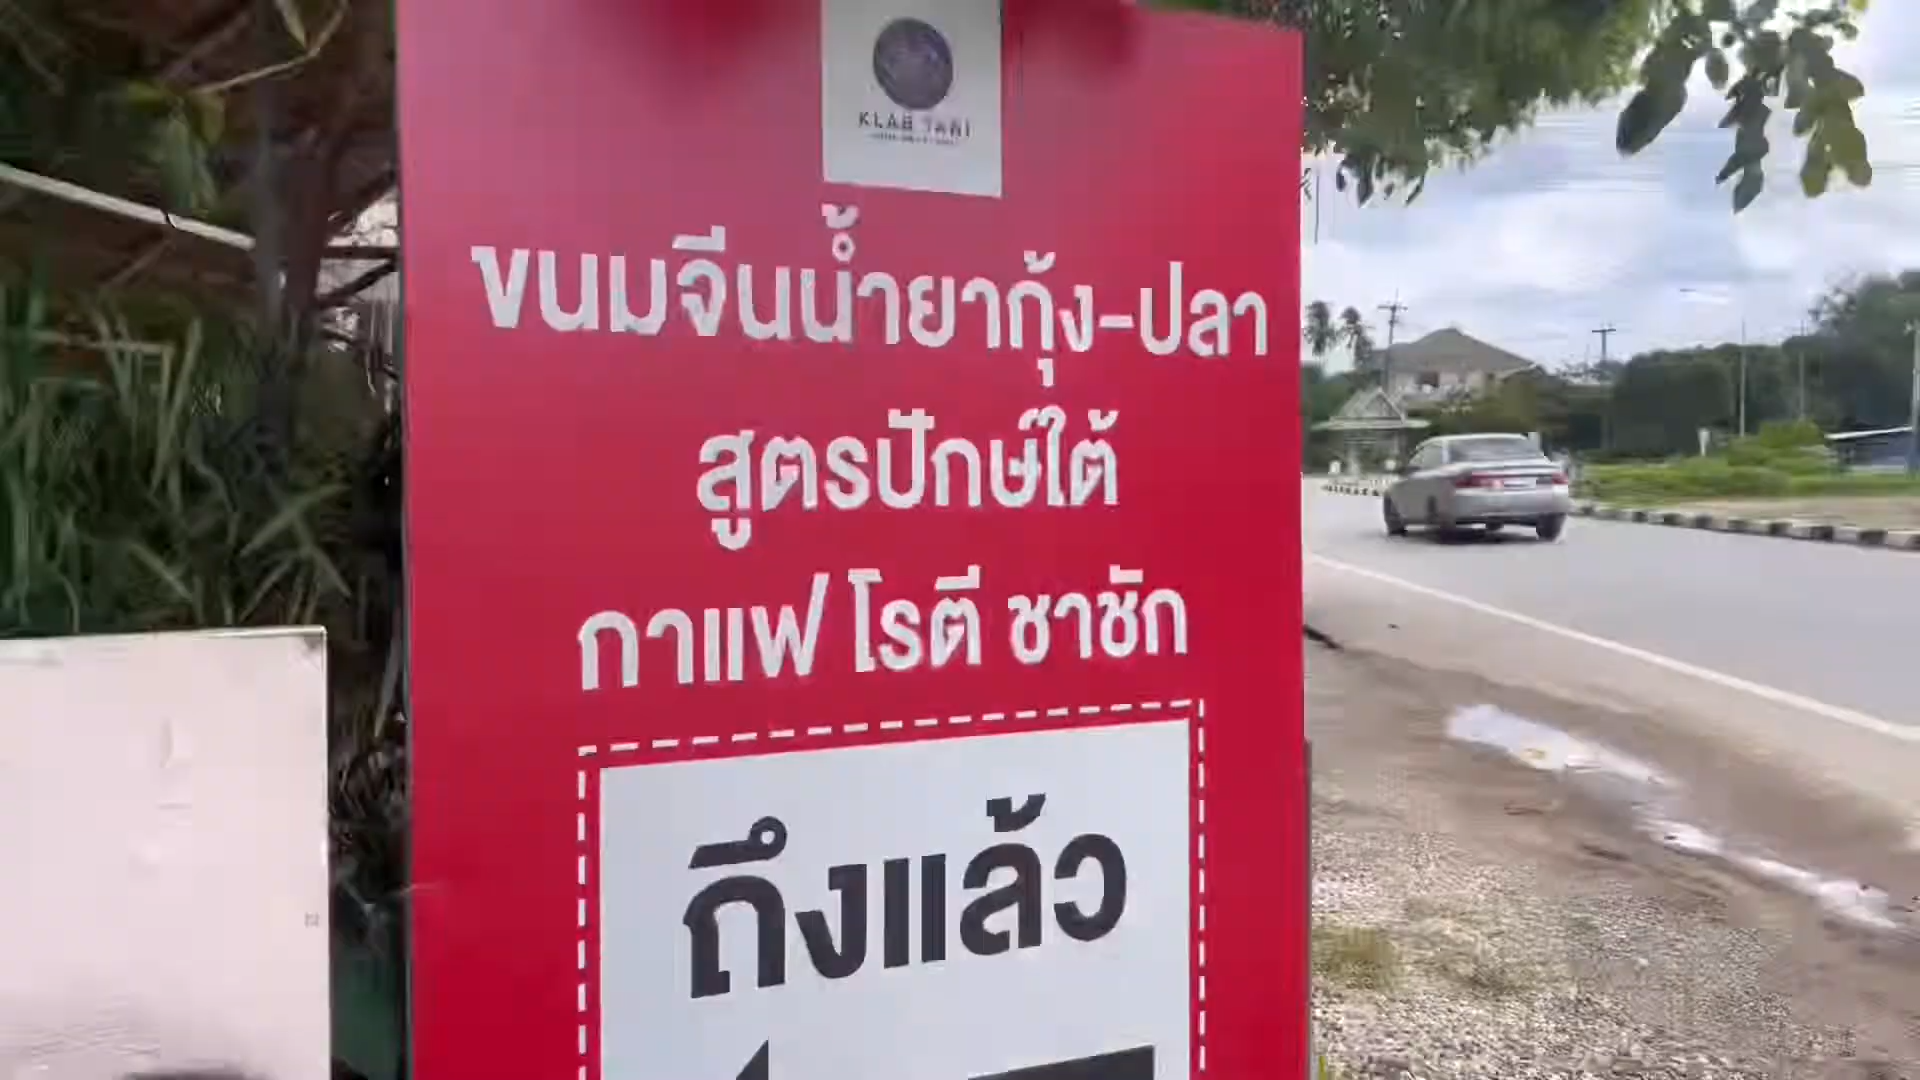 KLAB TANI
ขนมจีนน้ำยากุ้ง-ปลา
สูตรปักษ์ใต้
กาแฟ โรตี ชาชัก
ถึงแล้ว